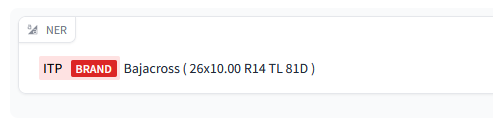 NER
ITP BRAND Bajacross ( 26x10.00 R14 TL 81D )